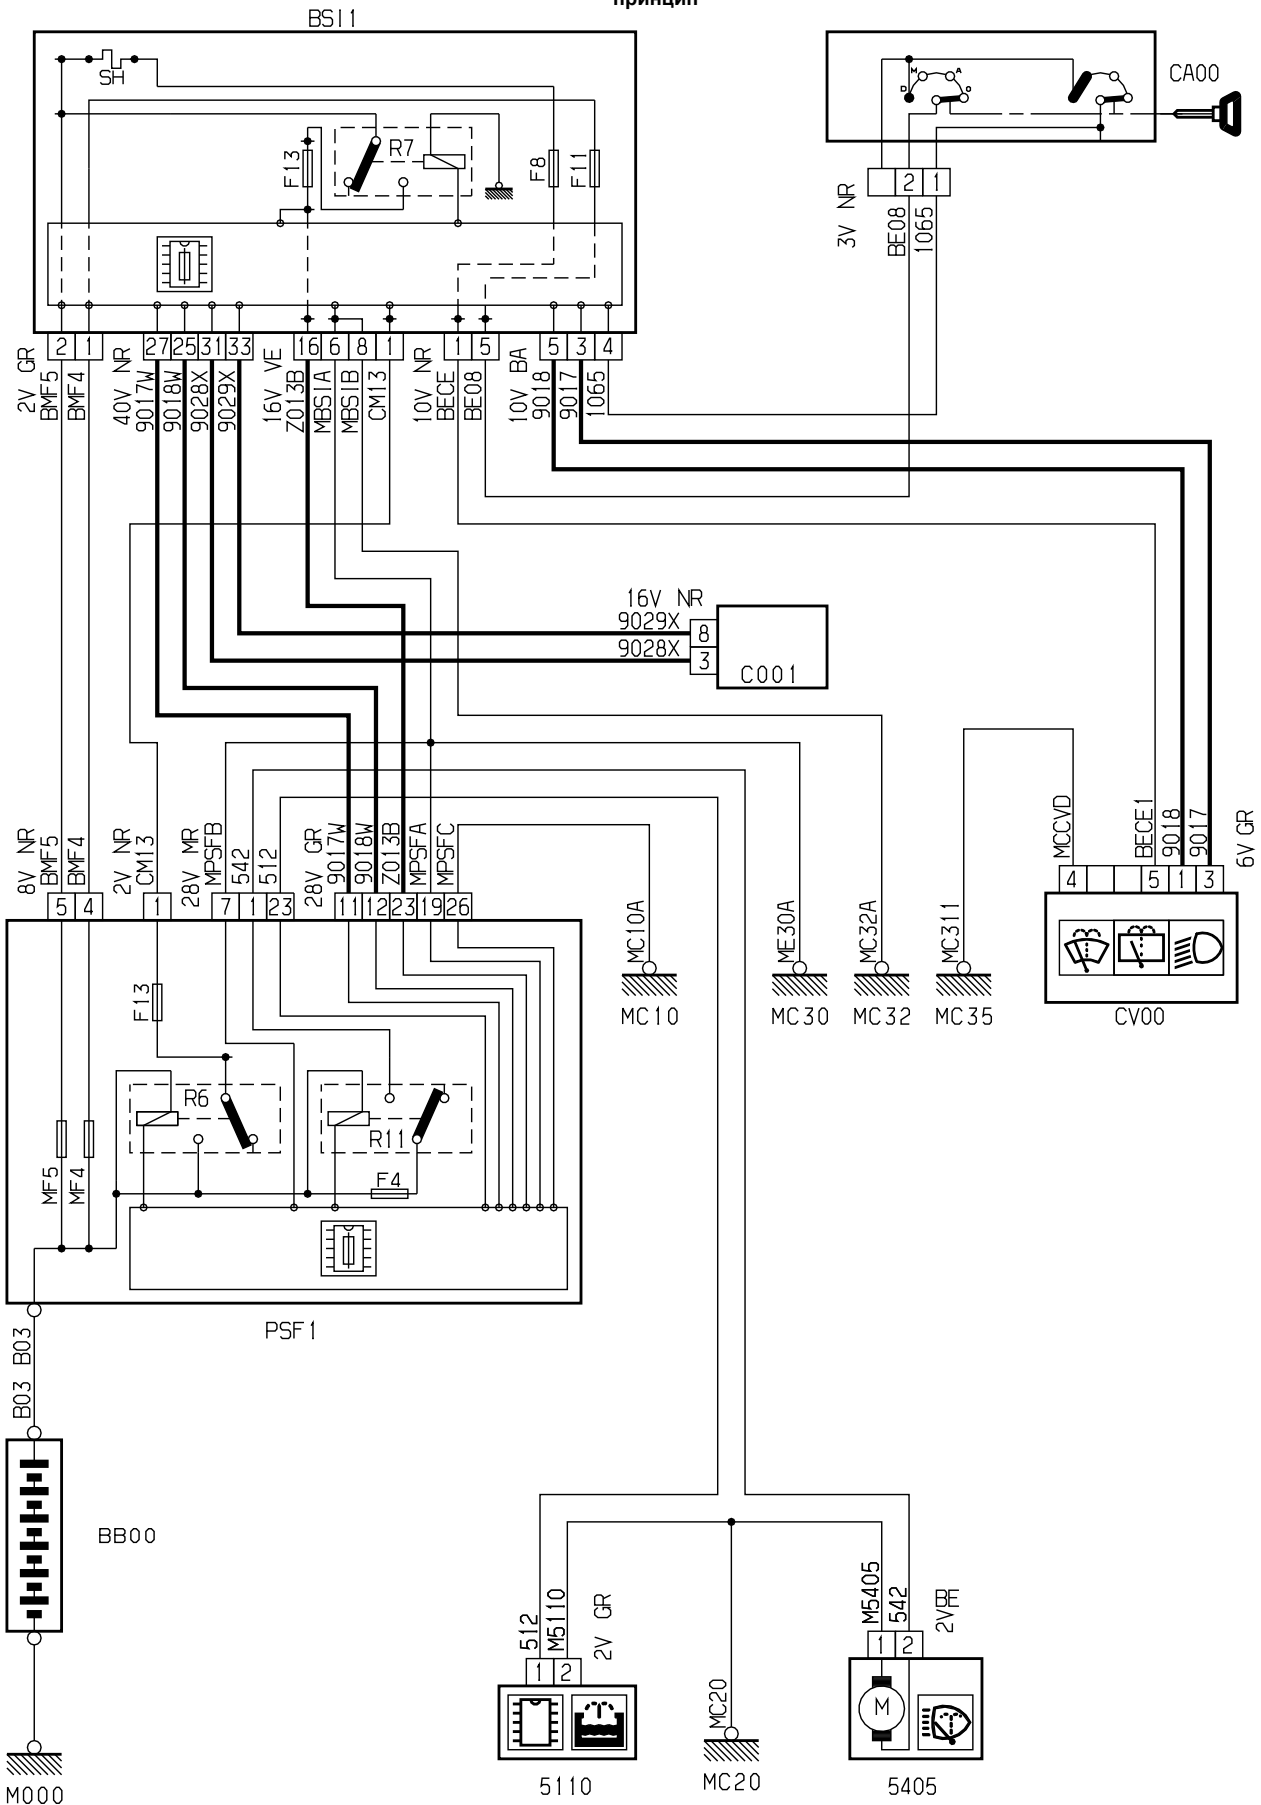 принцип
BSI1
SH
F13
R7
F8
F11
M
A
D
O
CA00
2
1
3V NR
BE08
1065
2
1
27
25
31
33
16
6
8
1
1
5
5
3
4
2V GR
BMF5
BMF4
40V NR
9017W
9018W
9028X
9029X
16V VE
Z013B
MBSIA
MBSIB
CM13
10V NR
BECE
BE08
10V BA
9018
9017
1065
16V NR
9029X
8
9028X
3
C001
8V NR
BMF5
BMF4
2V NR
CM13
28V MR
MPSFB
542
512
28V GR
9017W
9018W
Z013B
MPSFA
MPSFC
MCCVD
BECE1
9018
9017
6V GR
4
5
1
3
5
4
1
7
1
23
11
12
23
19
26
MC10A
ME30A
MC32A
MC311
MC10
MC30
MC32
MC35
CV00
F13
R6
R11
F4
MF5
MF4
PSF1
B03
B03
BB00
M000
512
M5110
2V GR
1
2
5110
MC20
MC20
M5405
542
2V BE
1
2
M
5405